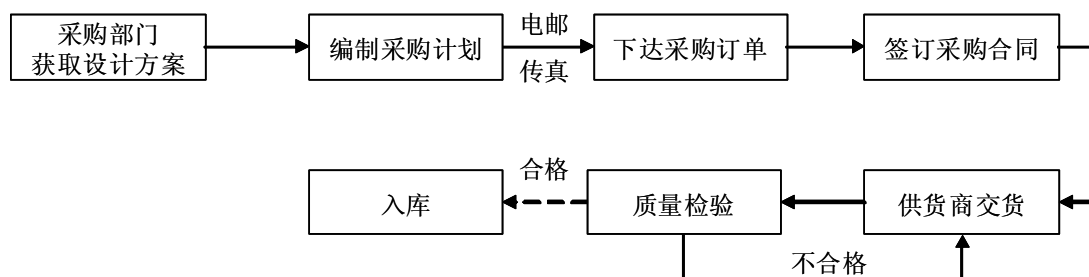 采购部门
获取设计方案
编制采购计划
电邮
传真
下达采购订单
签订采购合同
入库
合格
质量检验
供货商交货
不合格